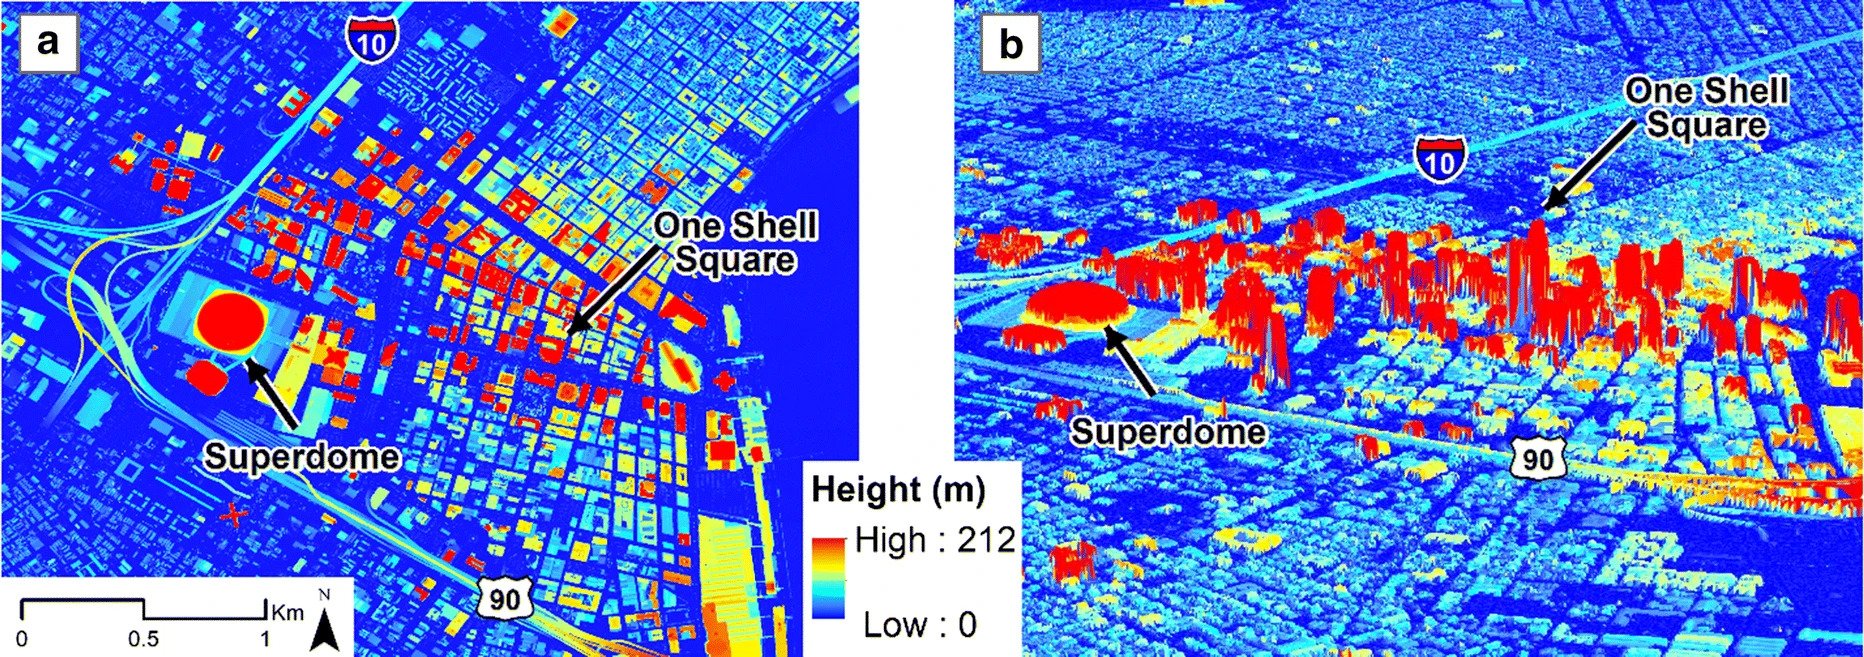 a
10
One Shell
Square
Superdome
90
0
0.5
1
Km
N
Height (m)
High : 212
Low : 0
b
One Shell
Square
10
Superdome
90